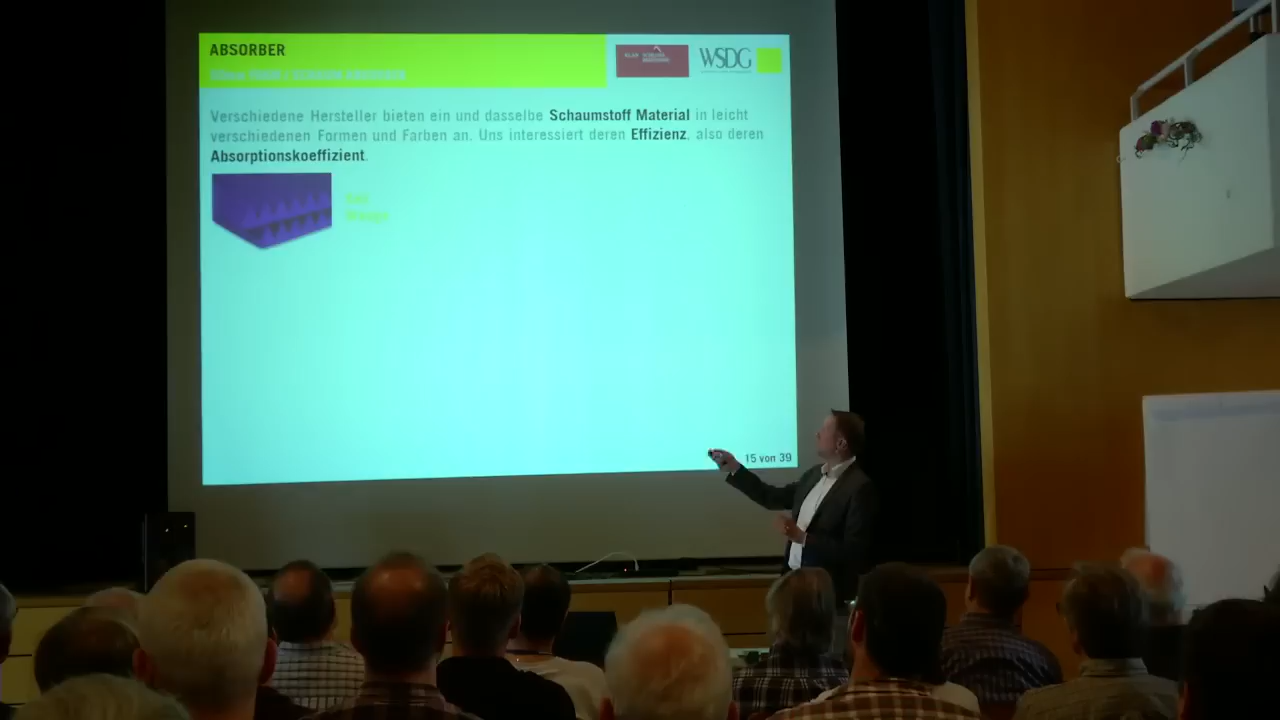 ABSORBER
WSDG
Verschiedene Hersteller bieten ein und dasselbe Schaumstoff Material in leicht
verschiedenen Formen und Farben an. Uns interessiert deren Effizienz, also deren
Absorptionskoeffizient.
15 von 39